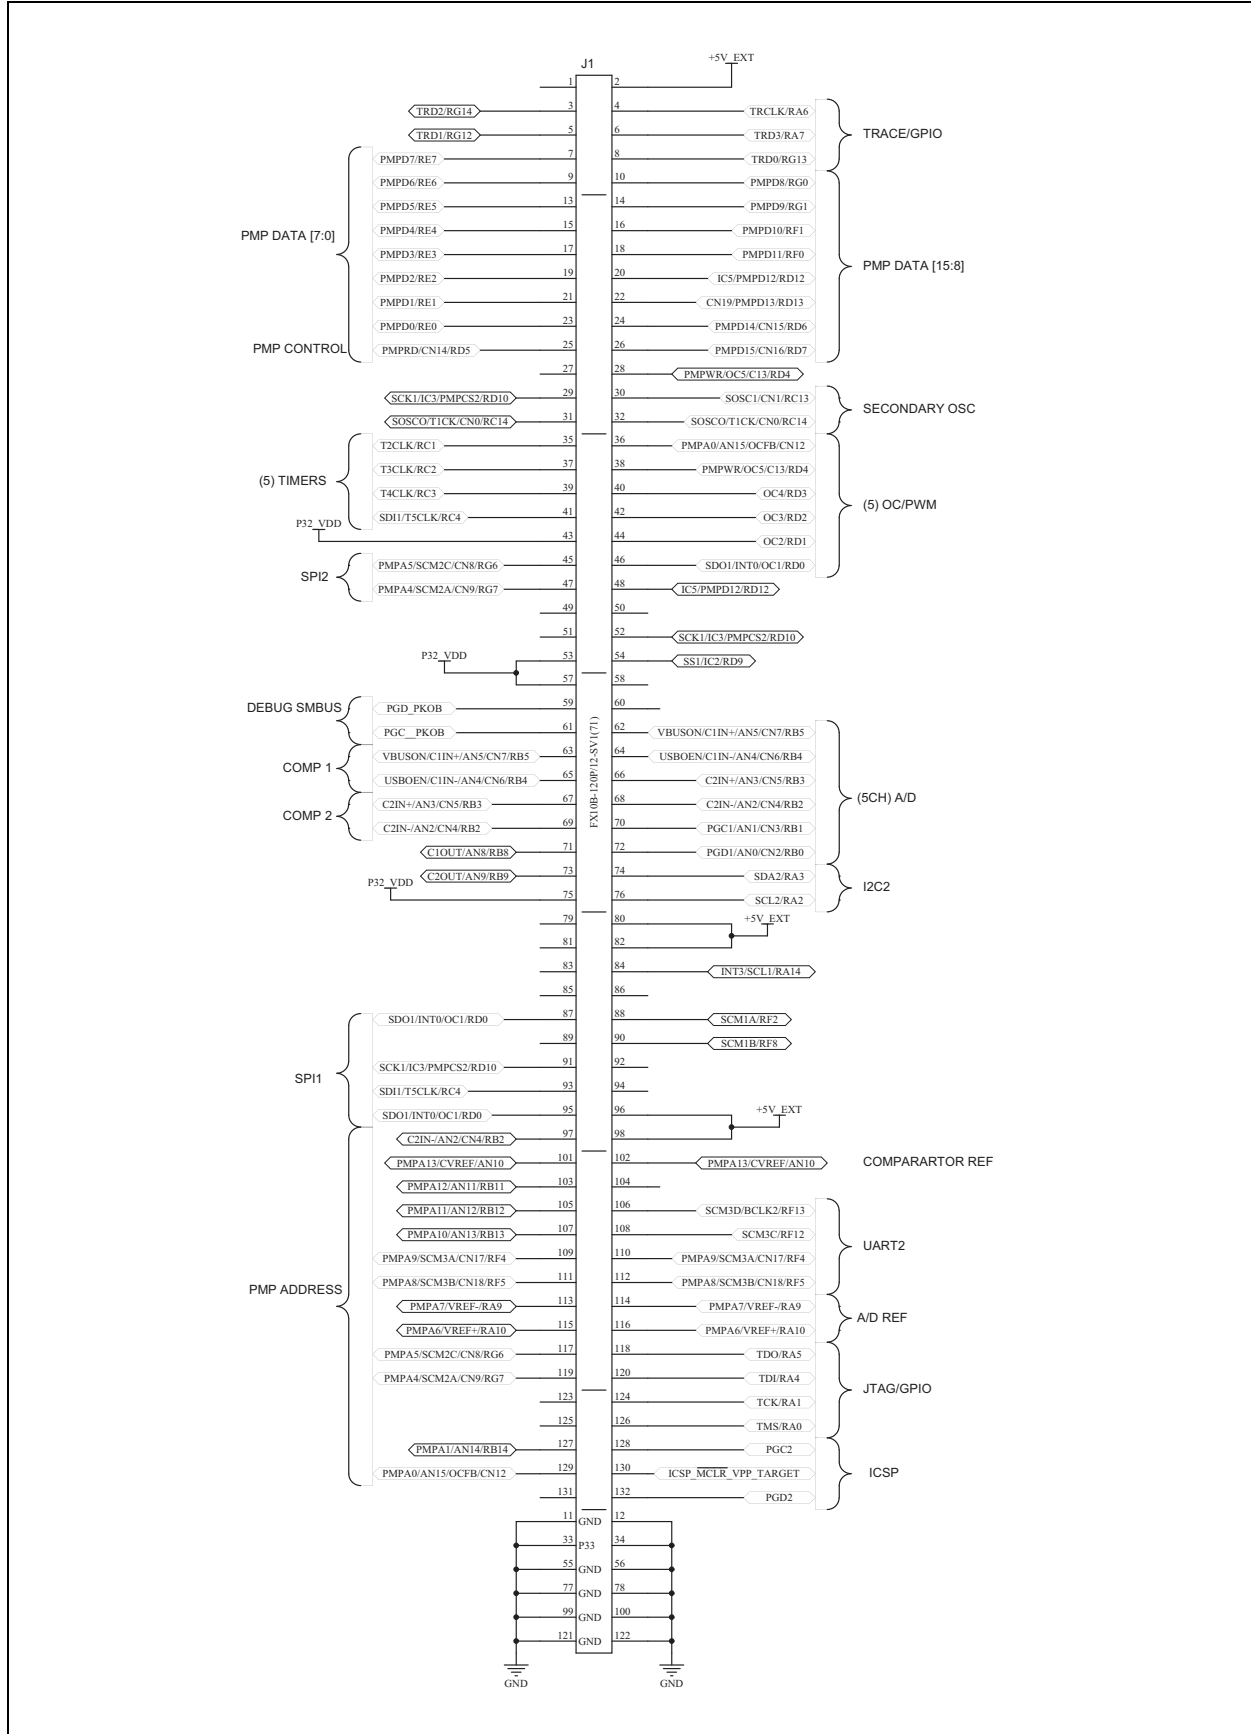 +5V_EXT
J1
1 2
TRD2/RG14 3 4 TRCLK/RA6
TRD1/RG12 5 6 TRD3/RA7 TRACE/GPIO
PMPD7/RE7 7 8 TRD0/RG13
PMPD6/RE6 9 10 PMPD8/RG0
PMPD5/RE5 13 14 PMPD9/RG1
PMP DATA [7:0] PMPD4/RE4 15 16 PMPD10/RF1
PMPD3/RE3 17 18 PMPD11/RF0 PMP DATA [15:8]
PMPD2/RE2 19 20 IC5/PMPD12/RD12
PMPD1/RE1 21 22 CN19/PMPD13/RD13
PMPD0/RE0 23 24 PMPD14/CN15/RD6
PMP CONTROL PMPRD/CN14/RD5 25 26 PMPD15/CN16/RD7
27 28 PMPWR/OC5/C13/RD4
SCK1/IC3/PMPCS2/RD10 29 30 SOSC1/CN1/RC13 SECONDARY OSC
SOSCO/T1CK/CN0/RC14 31 32 SOSCO/T1CK/CN0/RC14
T2CLK/RC1 35 36 PMPA0/AN15/OCFB/CN12
(5) TIMERS T3CLK/RC2 37 38 PMPWR/OC5/C13/RD4
T4CLK/RC3 39 40 OC4/RD3 (5) OC/PWM
SDI1/T5CLK/RC4 41 42 OC3/RD2
P32_VDD 43 44 OC2/RD1
SPI2 PMPA5/SCM2C/CN8/RG6 45 46 SDO1/INT0/OC1/RD0
PMPA4/SCM2A/CN9/RG7 47 48 IC5/PMPD12/RD12
49 50
51 52 SCK1/IC3/PMPCS2/RD10
P32_VDD 53 54 SS1/IC2/RD9
57 58
DEBUG SMBUS PGD_PKOB 59 60
PGC__PKOB 61 62 VBUSON/C1IN+/AN5/CN7/RB5
FX10B-120P/12-SV1(71)
COMP 1 VBUSON/C1IN+/AN5/CN7/RB5 63 64 USBOEN/C1IN-/AN4/CN6/RB4
USBOEN/C1IN-/AN4/CN6/RB4 65 66 C2IN+/AN3/CN5/RB3
COMP 2 C2IN+/AN3/CN5/RB3 67 68 C2IN-/AN2/CN4/RB2 (5CH) A/D
C2IN-/AN2/CN4/RB2 69 70 PGC1/AN1/CN3/RB1
C1OUT/AN8/RB8 71 72 PGD1/AN0/CN2/RB0
C2OUT/AN9/RB9 73 74 SDA2/RA3 I2C2
P32_VDD 75 76 SCL2/RA2
79 80 +5V_EXT
81 82
83 84 INT3/SCL1/RA14
85 86
SDO1/INT0/OC1/RD0 87 88 SCM1A/RF2
89 90 SCM1B/RF8
SPI1 SCK1/IC3/PMPCS2/RD10 91 92
SDI1/T5CLK/RC4 93 94
SDO1/INT0/OC1/RD0 95 96 +5V_EXT
C2IN-/AN2/CN4/RB2 97 98
PMPA13/CVREF/AN10 101 102 PMPA13/CVREF/AN10 COMPARARTOR REF
PMPA12/AN11/RB11 103 104
PMPA11/AN12/RB12 105 106 SCM3D/BCLK2/RF13
PMPA10/AN13/RB13 107 108 SCM3C/RF12 UART2
PMPA9/SCM3A/CN17/RF4 109 110 PMPA9/SCM3A/CN17/RF4
PMP ADDRESS PMPA8/SCM3B/CN18/RF5 111 112 PMPA8/SCM3B/CN18/RF5
PMPA7/VREF-/RA9 113 114 PMPA7/VREF-/RA9 A/D REF
PMPA6/VREF+/RA10 115 116 PMPA6/VREF+/RA10
PMPA5/SCM2C/CN8/RG6 117 118 TDO/RA5
PMPA4/SCM2A/CN9/RG7 119 120 TDI/RA4 JTAG/GPIO
123 124 TCK/RA1
125 126 TMS/RA0
PMPA1/AN14/RB14 127 128 PGC2
PMPA0/AN15/OCFB/CN12 129 130 ICSP_MCLR_VPP_TARGET ICSP
131 132 PGD2
11 GND 12
33 P33 34
55 GND 56
77 GND 78
99 GND 100
121 GND 122
GND GND